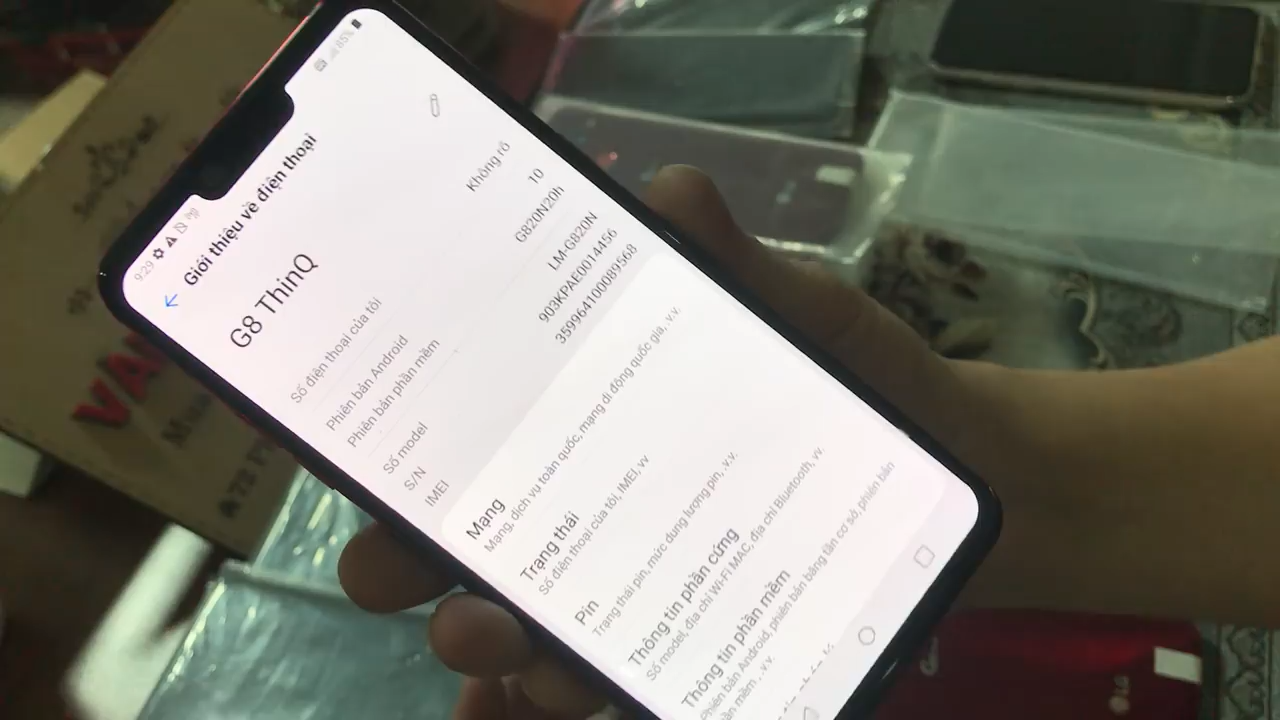 9:29
85%
Giới thiệu về điện thoại
G8 ThinQ
Số điện thoại của tôi Không rõ
Phiên bản Android 10
Phiên bản phần mềm G820N20h
Số model LM-G820N
S/N 903KPAE0014456
IMEI 359964100089568
Mạng
Mạng, dịch vụ toàn quốc, mạng di động quốc gia, v.v.
Trạng thái
Số điện thoại của tôi, IMEI, vv
Pin
Trạng thái pin, mức dung lượng pin, , v.v.
Thông tin phần cứng
Số model, địa chỉ Wi-Fi MAC, địa chỉ Bluetooth, vv.
Thông tin phần mềm
Phiên bản Android, phiên bản băng tần cơ sở, phiên bản
phần mềm , v.v.
LG